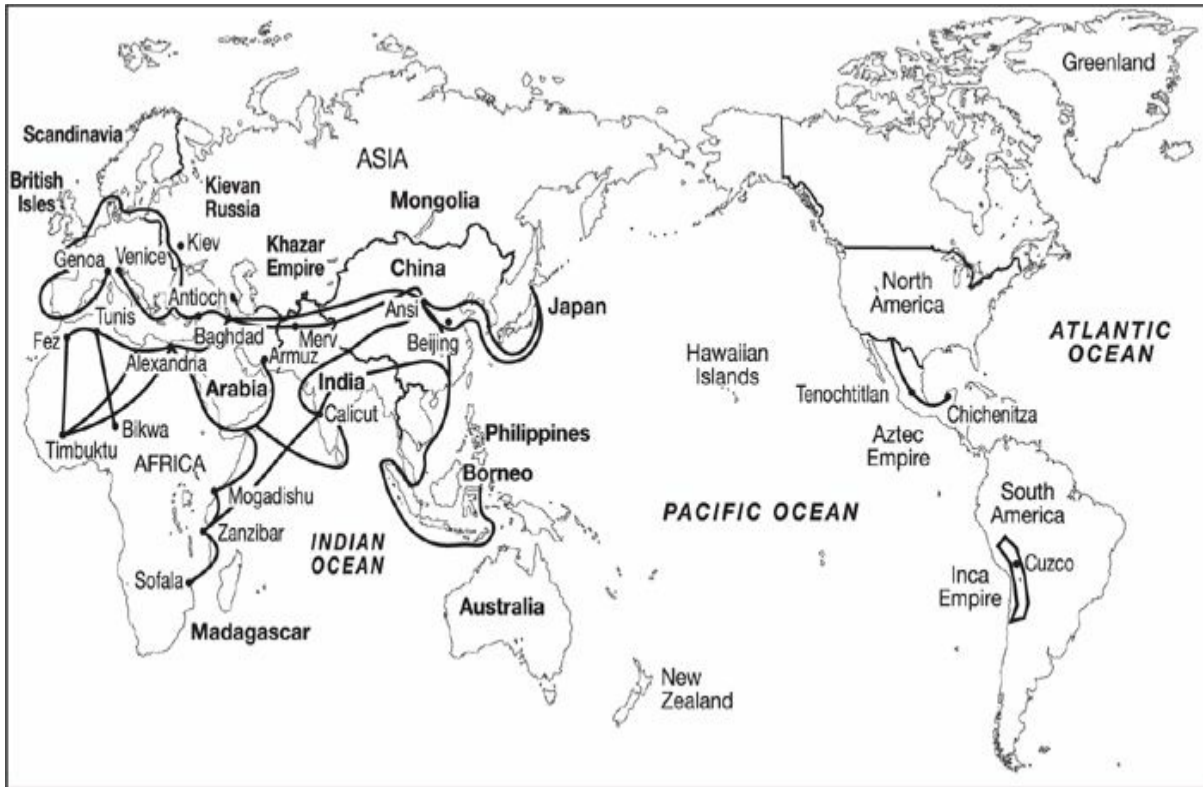 Greenland
Scandinavia
ASIA
British
Isles
Kievan
Russia
Mongolia
Kiev
Khazar
Empire
Genoa
Venice
China
North
America
Antioch
Ansi
Japan
Tunis
ATLANTIC
OCEAN
Fez
Baghdad
Merv
Beijing
Armuz
Hawaiian
Islands
Alexandria
Arabia
India
Tenochtitlan
Chichenitza
Calicut
Bikwa
Philippines
Aztec
Empire
Timbuktu
AFRICA
Borneo
South
America
Mogadishu
PACIFIC OCEAN
Zanzibar
INDIAN
OCEAN
Cuzco
Sofala
Inca
Empire
Australia
Madagascar
New
Zealand